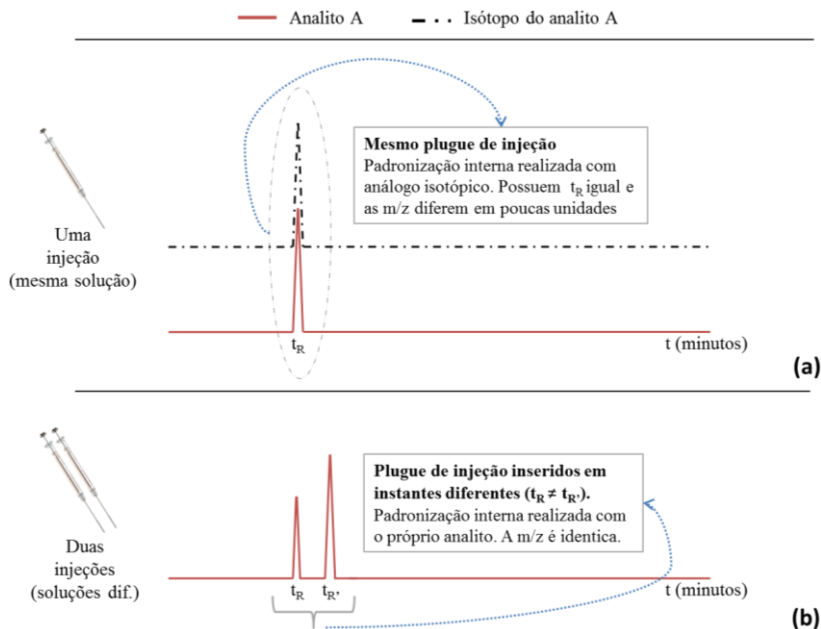 Analito A
Isótopo do analito A
Uma
injeção
(mesma solução)
Mesmo plugue de injeção
Padronização interna realizada com
análogo isotópico. Possuem tR igual e
as m/z diferem em poucas unidades
tR
t (minutos)
(a)
Duas
injeções
(soluções dif.)
Plugue de injeção inseridos em
instantes diferentes (tR ≠ tR').
Padronização interna realizada com
o próprio analito. A m/z é identica.
tR
tR'
t (minutos)
(b)